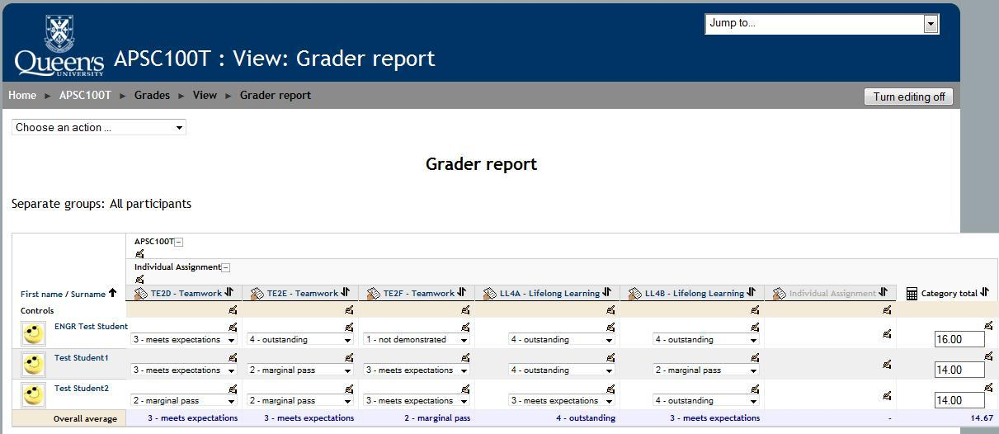 Jump to...
Queen's
UNIVERSITY
APSC100T : View: Grader report
Home ► APSC100T ► Grades ► View ► Grader report
Turn editing off
Choose an action ...
Grader report
Separate groups: All participants
APSC100T
Individual Assignment
First name / Surname TE2D - Teamwork TE2E - Teamwork TE2F - Teamwork LL4A - Lifelong Learning LL4B - Lifelong Learning Individual Assignment Category total
Controls
ENGR Test Student 3 - meets expectations 4 - outstanding 1 - not demonstrated 4 - outstanding 4 - outstanding 16.00
Test Student1 3 - meets expectations 2 - marginal pass 3 - meets expectations 4 - outstanding 2 - marginal pass 14.00
Test Student2 2 - marginal pass 2 - marginal pass 3 - meets expectations 3 - meets expectations 4 - outstanding 14.00
Overall average 3 - meets expectations 3 - meets expectations 2 - marginal pass 4 - outstanding 3 - meets expectations - 14.67